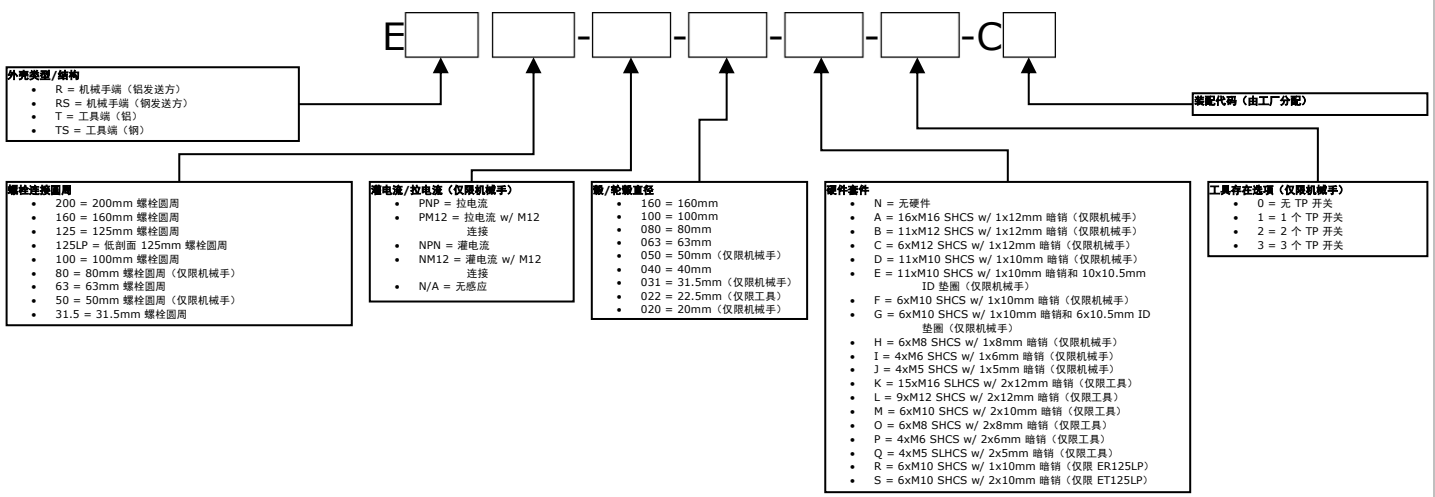 E - - - - -C
外壳类型/结构
• R = 机械手端（铝发送方）
• RS = 机械手端（钢发送方）
• T = 工具端（铝）
• TS = 工具端（钢）
装配代码（由工厂分配）
螺栓连接圆周
• 200 = 200mm 螺栓圆周
• 160 = 160mm 螺栓圆周
• 125 = 125mm 螺栓圆周
• 125LP = 低剖面 125mm 螺栓圆周
• 100 = 100mm 螺栓圆周
• 80 = 80mm 螺栓圆周（仅限机械手）
• 63 = 63mm 螺栓圆周
• 50 = 50mm 螺栓圆周（仅限机械手）
• 31.5 = 31.5mm 螺栓圆周
灌电流/拉电流（仅限机械手）
• PNP = 拉电流
• PM12 = 拉电流 w/ M12
连接
• NPN = 灌电流
• NM12 = 灌电流 w/ M12
连接
• N/A = 无感应
毂/轮毂直径
• 160 = 160mm
• 100 = 100mm
• 080 = 80mm
• 063 = 63mm
• 050 = 50mm（仅限机械手）
• 040 = 40mm
• 031 = 31.5mm（仅限机械手）
• 022 = 22.5mm（仅限工具）
• 020 = 20mm（仅限机械手）
硬件套件
• N = 无硬件
• A = 16xM16 SHCS w/ 1x12mm 暗销（仅限机械手）
• B = 11xM12 SHCS w/ 1x12mm 暗销（仅限机械手）
• C = 6xM12 SHCS w/ 1x12mm 暗销（仅限机械手）
• D = 11xM10 SHCS w/ 1x10mm 暗销（仅限机械手）
• E = 11xM10 SHCS w/ 1x10mm 暗销和 10x10.5mm
ID 垫圈（仅限机械手）
• F = 6xM10 SHCS w/ 1x10mm 暗销（仅限机械手）
• G = 6xM10 SHCS w/ 1x10mm 暗销和 6x10.5mm ID
垫圈（仅限机械手）
• H = 6xM8 SHCS w/ 1x8mm 暗销（仅限机械手）
• I = 4xM6 SHCS w/ 1x6mm 暗销（仅限机械手）
• J = 4xM5 SHCS w/ 1x5mm 暗销（仅限机械手）
• K = 15xM16 SLHCS w/ 2x12mm 暗销（仅限工具）
• L = 9xM12 SHCS w/ 2x12mm 暗销（仅限工具）
• M = 6xM10 SHCS w/ 2x10mm 暗销（仅限工具）
• O = 6xM8 SHCS w/ 2x8mm 暗销（仅限工具）
• P = 4xM6 SHCS w/ 2x6mm 暗销（仅限工具）
• Q = 4xM5 SLHCS w/ 2x5mm 暗销（仅限工具）
• R = 6xM10 SHCS w/ 1x10mm 暗销（仅限 ER125LP）
• S = 6xM10 SHCS w/ 2x10mm 暗销（仅限 ET125LP）
工具存在选项（仅限机械手）
• 0 = 无 TP 开关
• 1 = 1 个 TP 开关
• 2 = 2 个 TP 开关
• 3 = 3 个 TP 开关